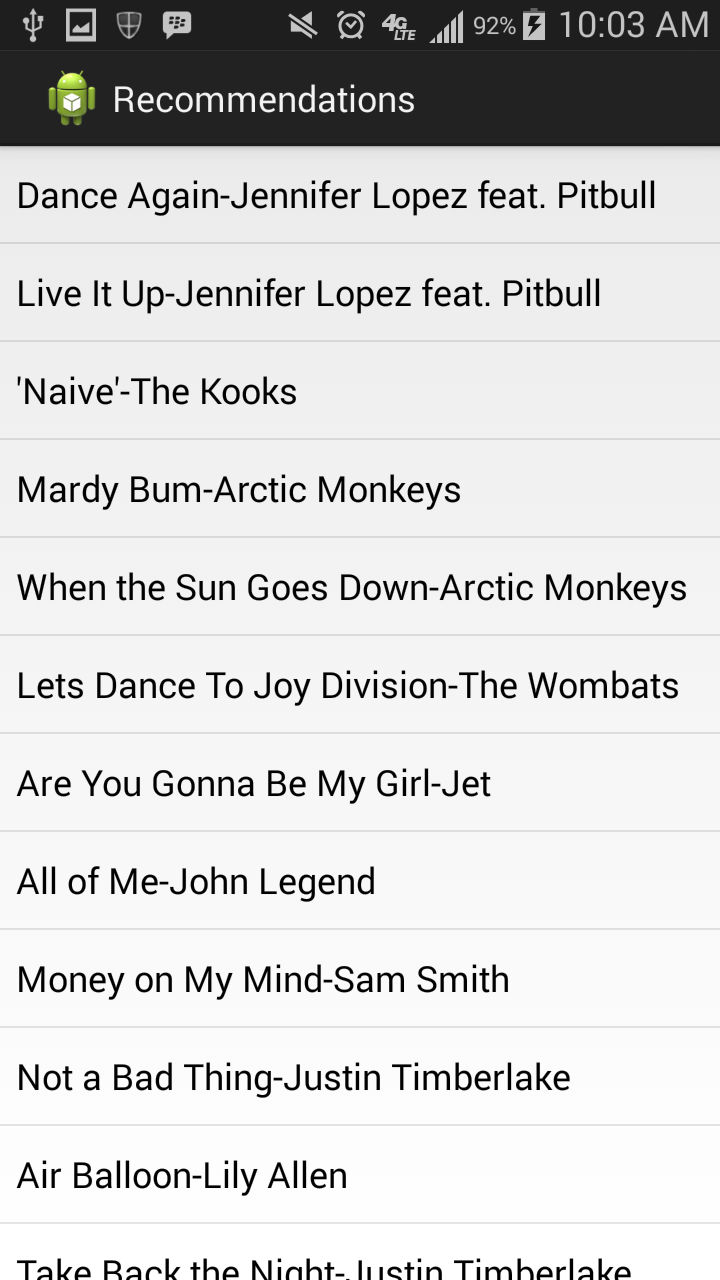 4G LTE 92% 10:03 AM
Recommendations
Dance Again-Jennifer Lopez feat. Pitbull
Live It Up-Jennifer Lopez feat. Pitbull
'Naive'-The Kooks
Mardy Bum-Arctic Monkeys
When the Sun Goes Down-Arctic Monkeys
Lets Dance To Joy Division-The Wombats
Are You Gonna Be My Girl-Jet
All of Me-John Legend
Money on My Mind-Sam Smith
Not a Bad Thing-Justin Timberlake
Air Balloon-Lily Allen
Take Back the Night-Justin Timberlake